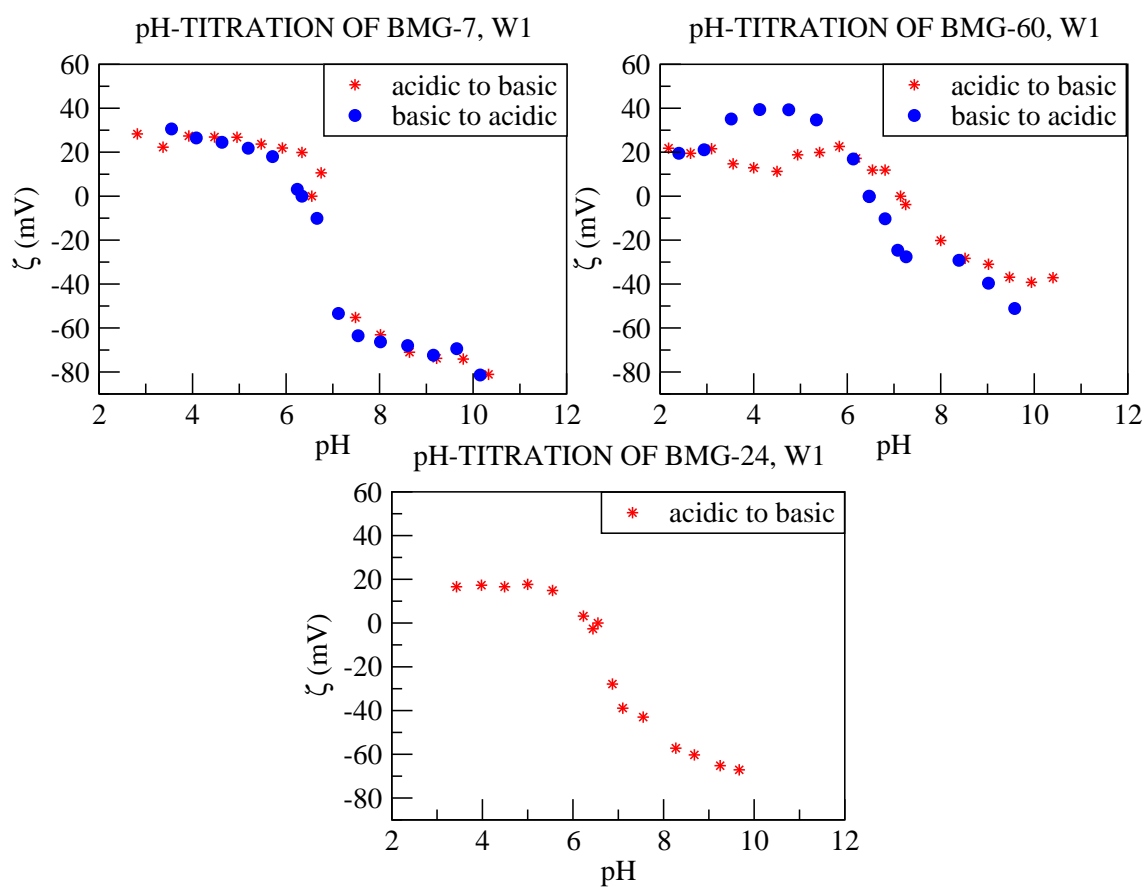 pH-TITRATION OF BMG-7, W1
60
40
20
0
-20
-40
-60
-80
ζ (mV)
acidic to basic
basic to acidic
2 4 6 8 10 12
pH
pH-TITRATION OF BMG-60, W1
60
40
20
0
-20
-40
-60
-80
ζ (mV)
acidic to basic
basic to acidic
2 4 6 8 10 12
pH
pH-TITRATION OF BMG-24, W1
60
40
20
0
-20
-40
-60
-80
ζ (mV)
acidic to basic
2 4 6 8 10 12
pH